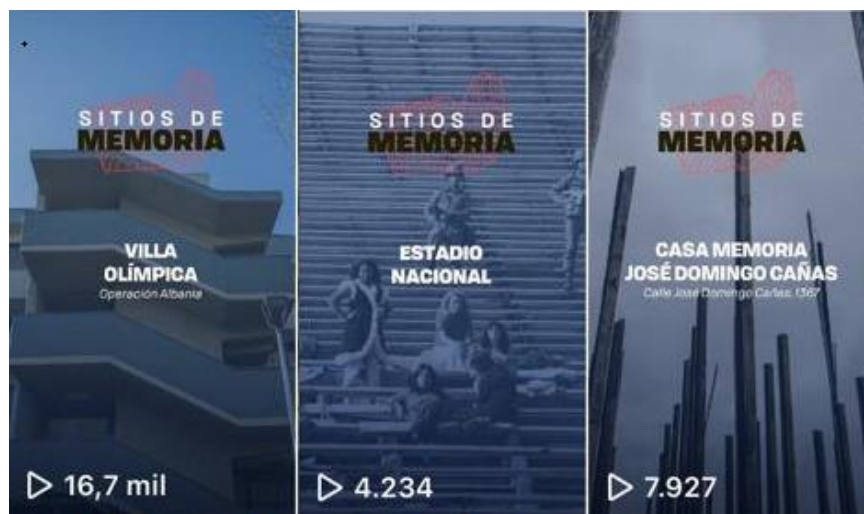 SITIOS DE
MEMORIA
VILLA
OLÍMPICA
Operación Albania
16,7 mil
SITIOS DE
MEMORIA
ESTADIO
NACIONAL
4.234
SITIOS DE
MEMORIA
CASA MEMORIA
JOSÉ DOMINGO CAÑAS
Calle José Domingo Cañas, 1367
7.927